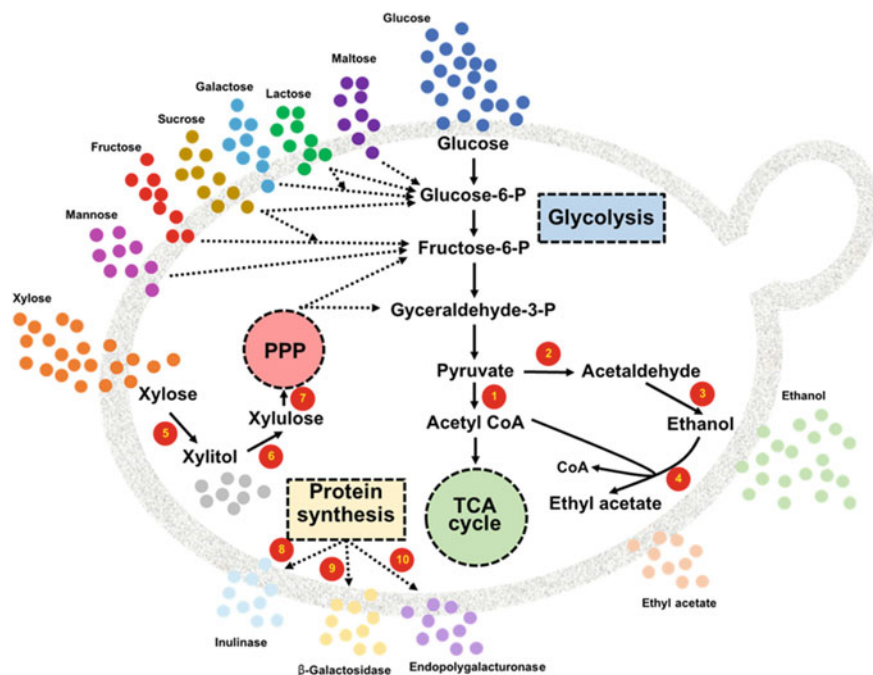 Glucose
Maltose
Galactose
Lactose
Sucrose
Fructose
Mannose
Xylose
Glucose
Glucose-6-P
Glycolysis
Fructose-6-P
Gyceraldehyde-3-P
PPP
Pyruvate
2
Acetaldehyde
1
3
7
Xylose
Xylulose
Acetyl CoA
Ethanol
Ethanol
5
6
Xylitol
CoA
4
Ethyl acetate
Protein
synthesis
TCA
cycle
8
9
10
Ethyl acetate
Inulinase
β-Galactosidase
Endopolygalacturonase